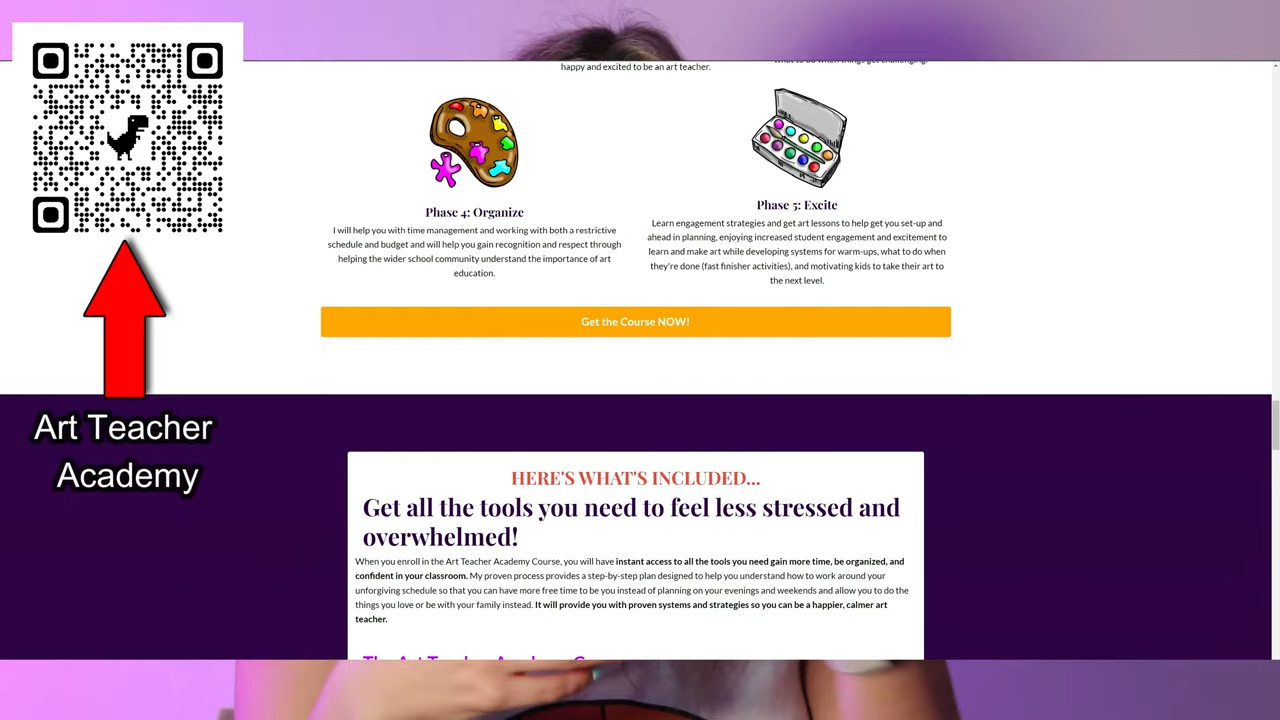 happy and excited to be an art teacher.
what to do when things get challenging.
Phase 4: Organize
I will help you with time management and working with both a restrictive
schedule and budget and will help you gain recognition and respect through
helping the wider school community understand the importance of art
education.
Phase 5: Excite
Learn engagement strategies and get art lessons to help get you set-up and
ahead in planning, enjoying increased student engagement and excitement to
learn and make art while developing systems for warm-ups, what to do when
they're done (fast finisher activities), and motivating kids to take their art to
the next level.
Get the Course NOW!
Art Teacher
Academy
HERE'S WHAT'S INCLUDED...
Get all the tools you need to feel less stressed and
overwhelmed!
When you enroll in the Art Teacher Academy Course, you will have instant access to all the tools you need gain more time, be organized, and
confident in your classroom. My proven process provides a step-by-step plan designed to help you understand how to work around your
unforgiving schedule so that you can have more free time to be you instead of planning on your evenings and weekends and allow you to do the
things you love or be with your family instead. It will provide you with proven systems and strategies so you can be a happier, calmer art
teacher.
The Art Teacher Academy